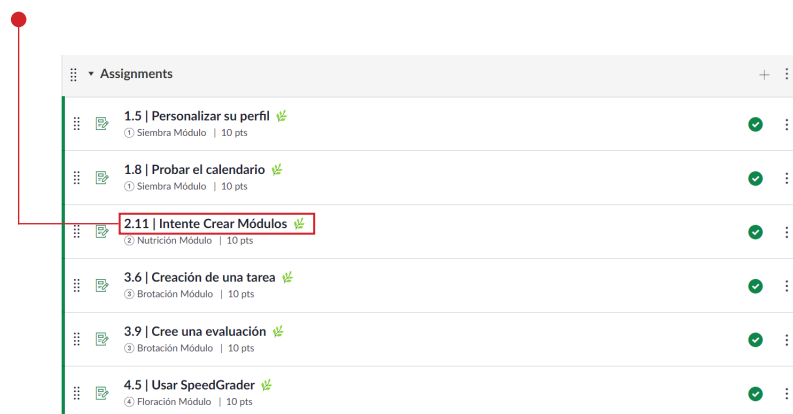 Assignments
1.5 | Personalizar su perfil
1 Siembra Módulo | 10 pts
1.8 | Probar el calendario
1 Siembra Módulo | 10 pts
2.11 | Intente Crear Módulos
2 Nutrición Módulo | 10 pts
3.6 | Creación de una tarea
3 Brotación Módulo | 10 pts
3.9 | Cree una evaluación
3 Brotación Módulo | 10 pts
4.5 | Usar SpeedGrader
4 Floración Módulo | 10 pts